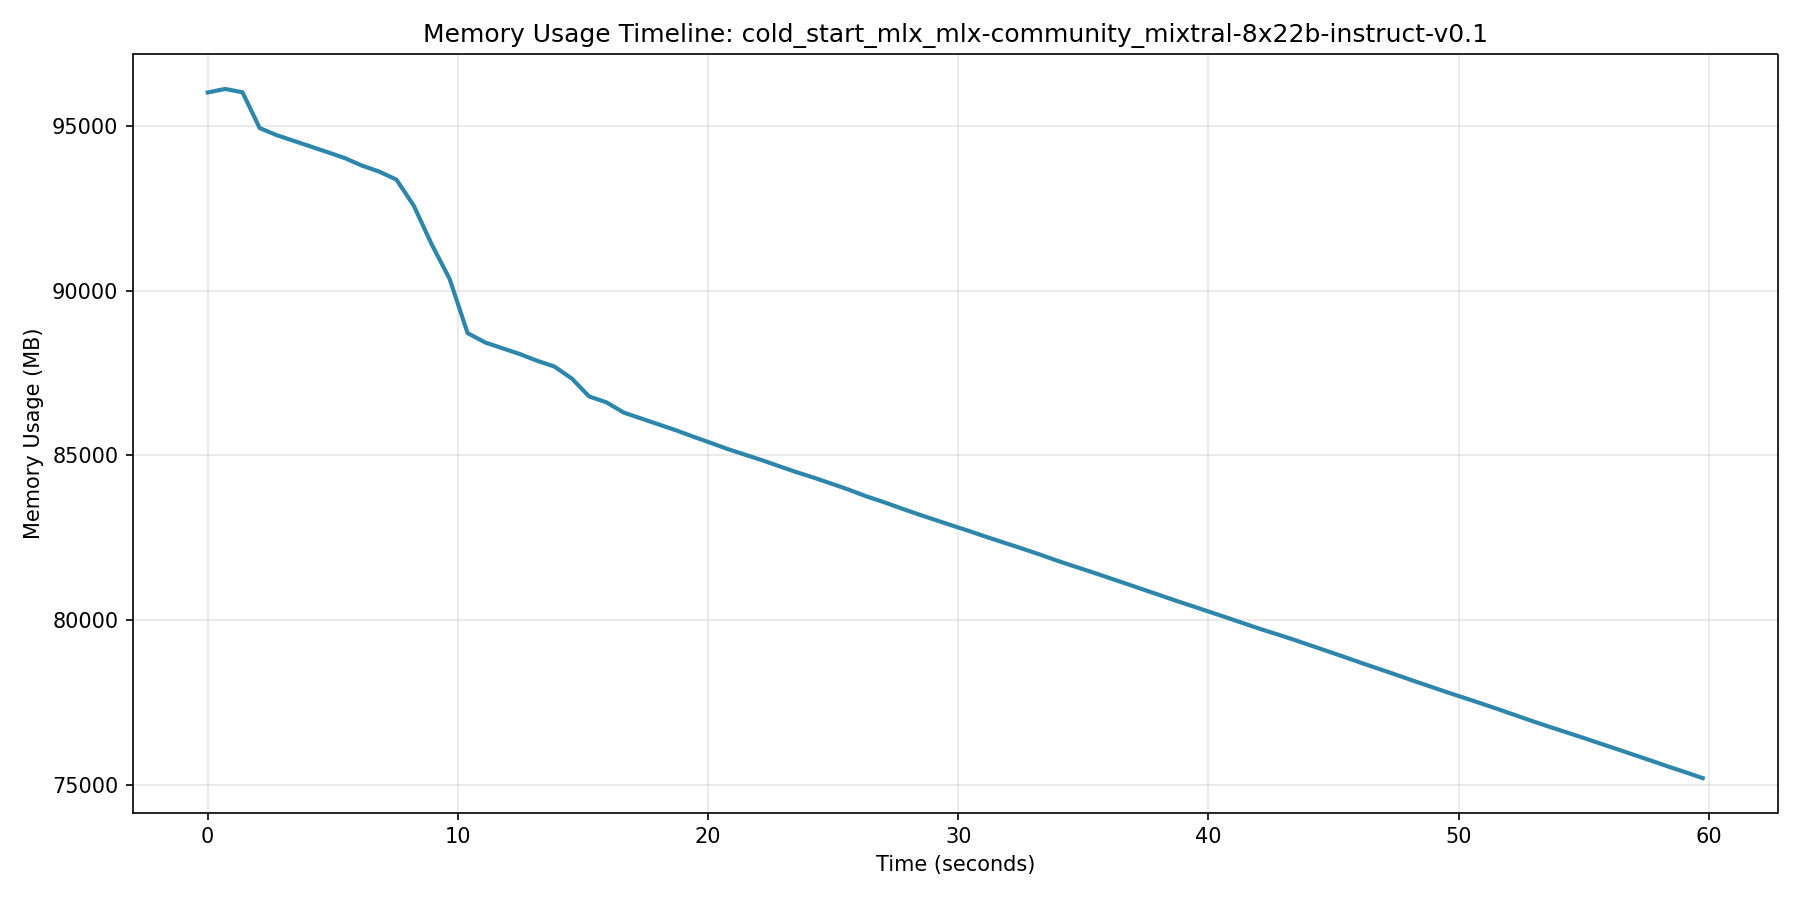 Memory Usage Timeline: cold_start_mlx_mlx-community_mixtral-8x22b-instruct-v0.1
Memory Usage (MB)
95000
90000
85000
80000
75000
0 10 20 30 40 50 60
Time (seconds)